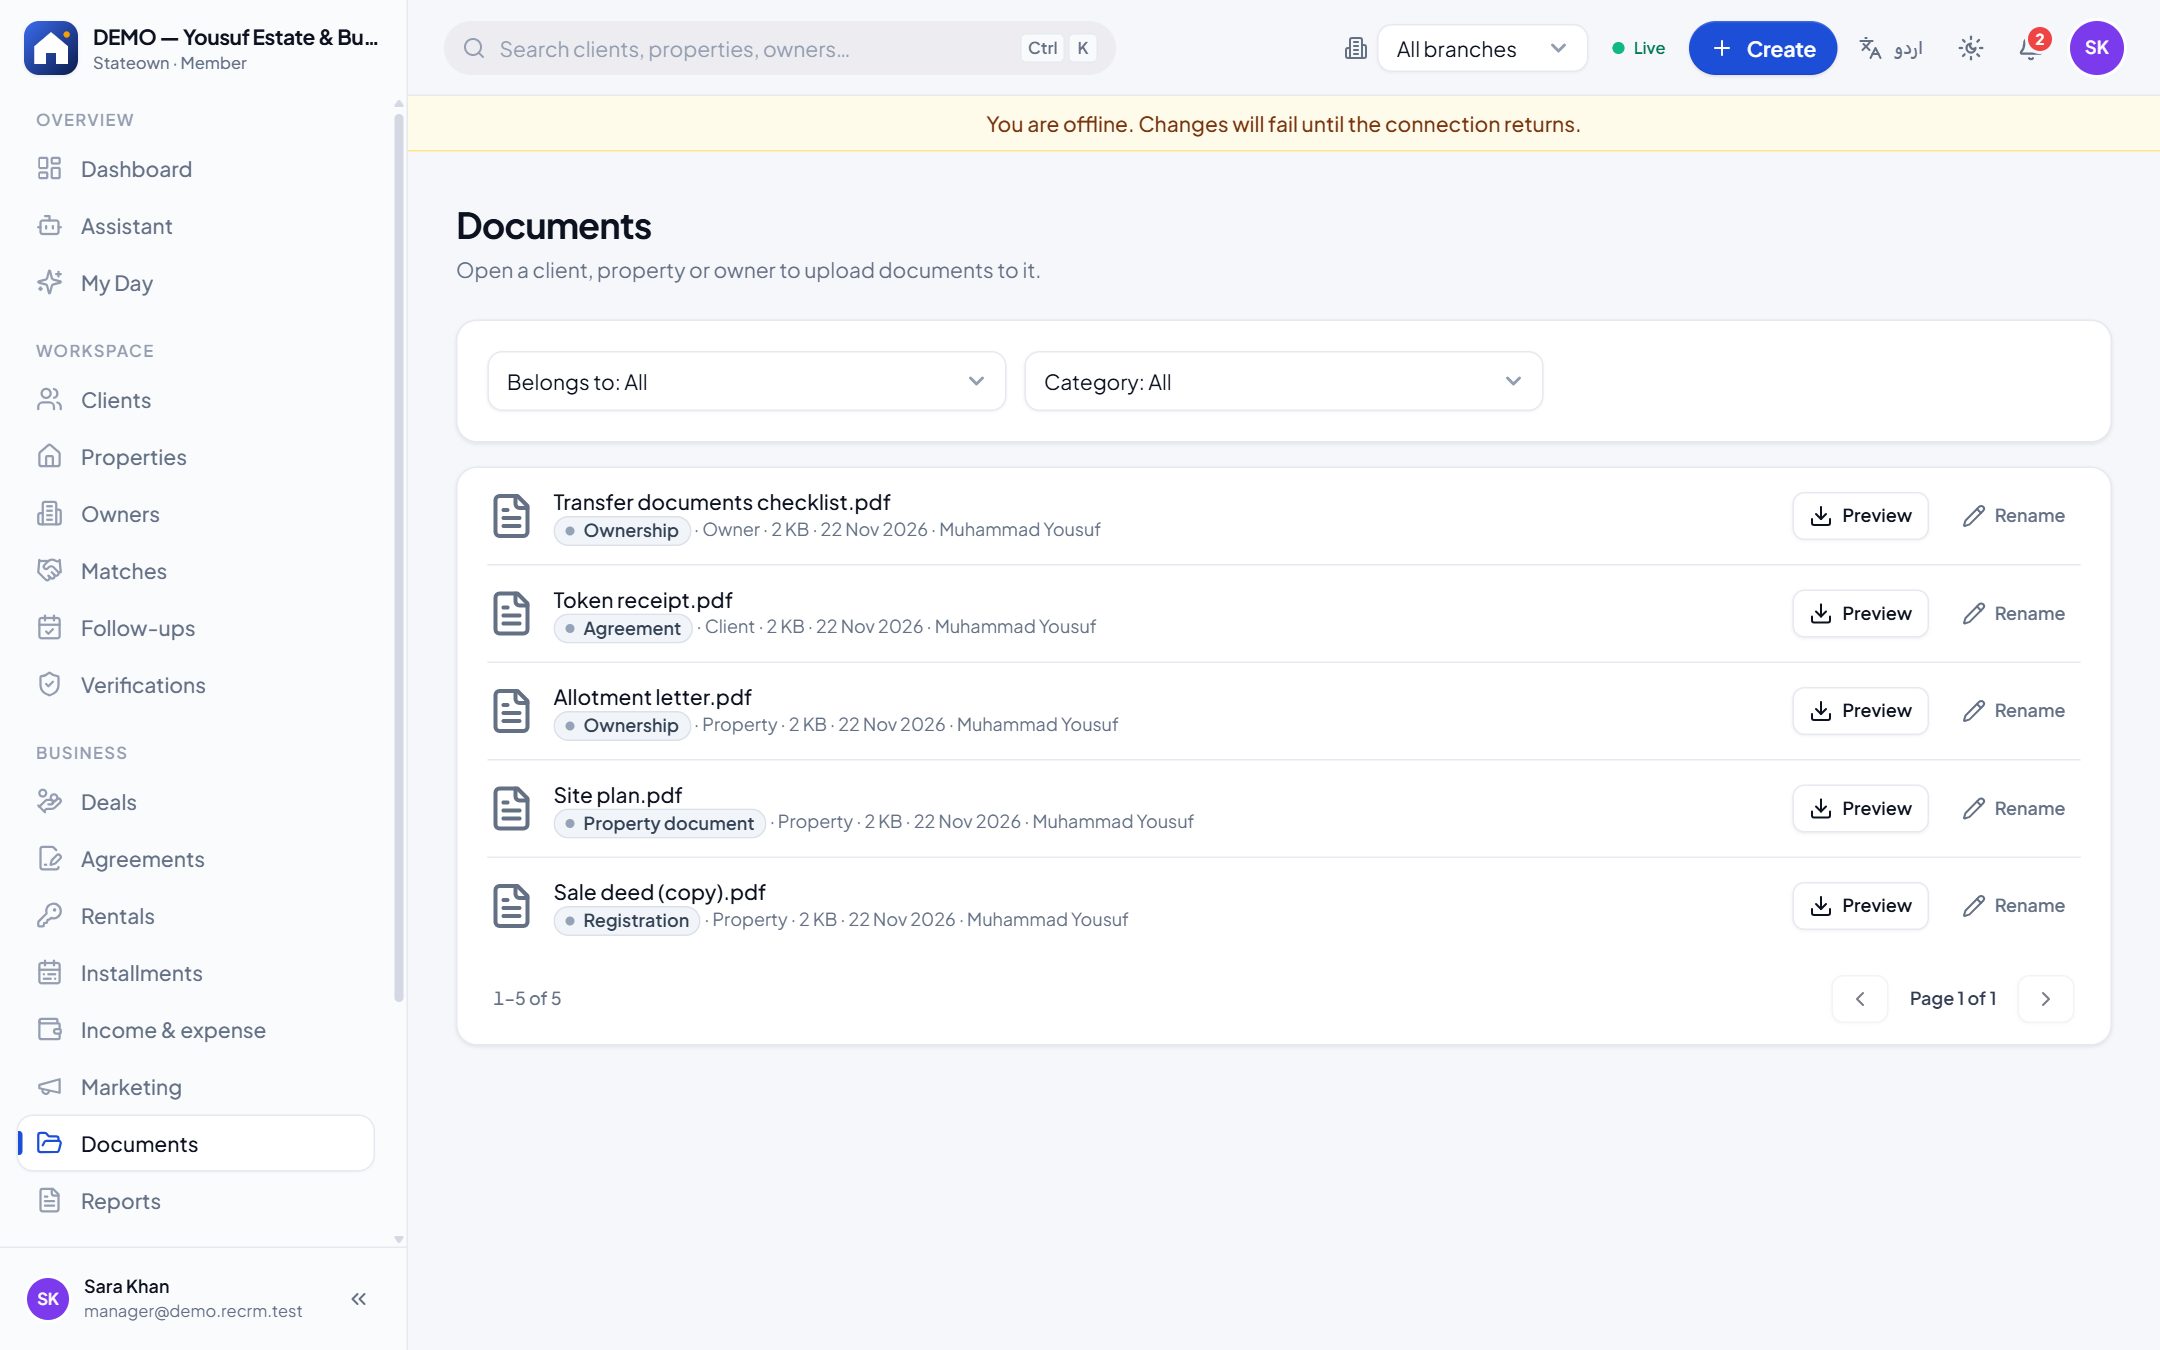 DEMO — Yousuf Estate & Bu...
Stateown · Member
Search clients, properties, owners...
Ctrl K
All branches
Live
+ Create
اردو
2
SK
You are offline. Changes will fail until the connection returns.
OVERVIEW
Dashboard
Assistant
My Day
WORKSPACE
Clients
Properties
Owners
Matches
Follow-ups
Verifications
BUSINESS
Deals
Agreements
Rentals
Installments
Income & expense
Marketing
Documents
Reports
SK
Sara Khan
manager@demo.recrm.test
Documents
Open a client, property or owner to upload documents to it.
Belongs to: All
Category: All
Transfer documents checklist.pdf
Ownership · Owner · 2 KB · 22 Nov 2026 · Muhammad Yousuf
Preview
Rename
Token receipt.pdf
Agreement · Client · 2 KB · 22 Nov 2026 · Muhammad Yousuf
Preview
Rename
Allotment letter.pdf
Ownership · Property · 2 KB · 22 Nov 2026 · Muhammad Yousuf
Preview
Rename
Site plan.pdf
Property document · Property · 2 KB · 22 Nov 2026 · Muhammad Yousuf
Preview
Rename
Sale deed (copy).pdf
Registration · Property · 2 KB · 22 Nov 2026 · Muhammad Yousuf
Preview
Rename
1–5 of 5
Page 1 of 1